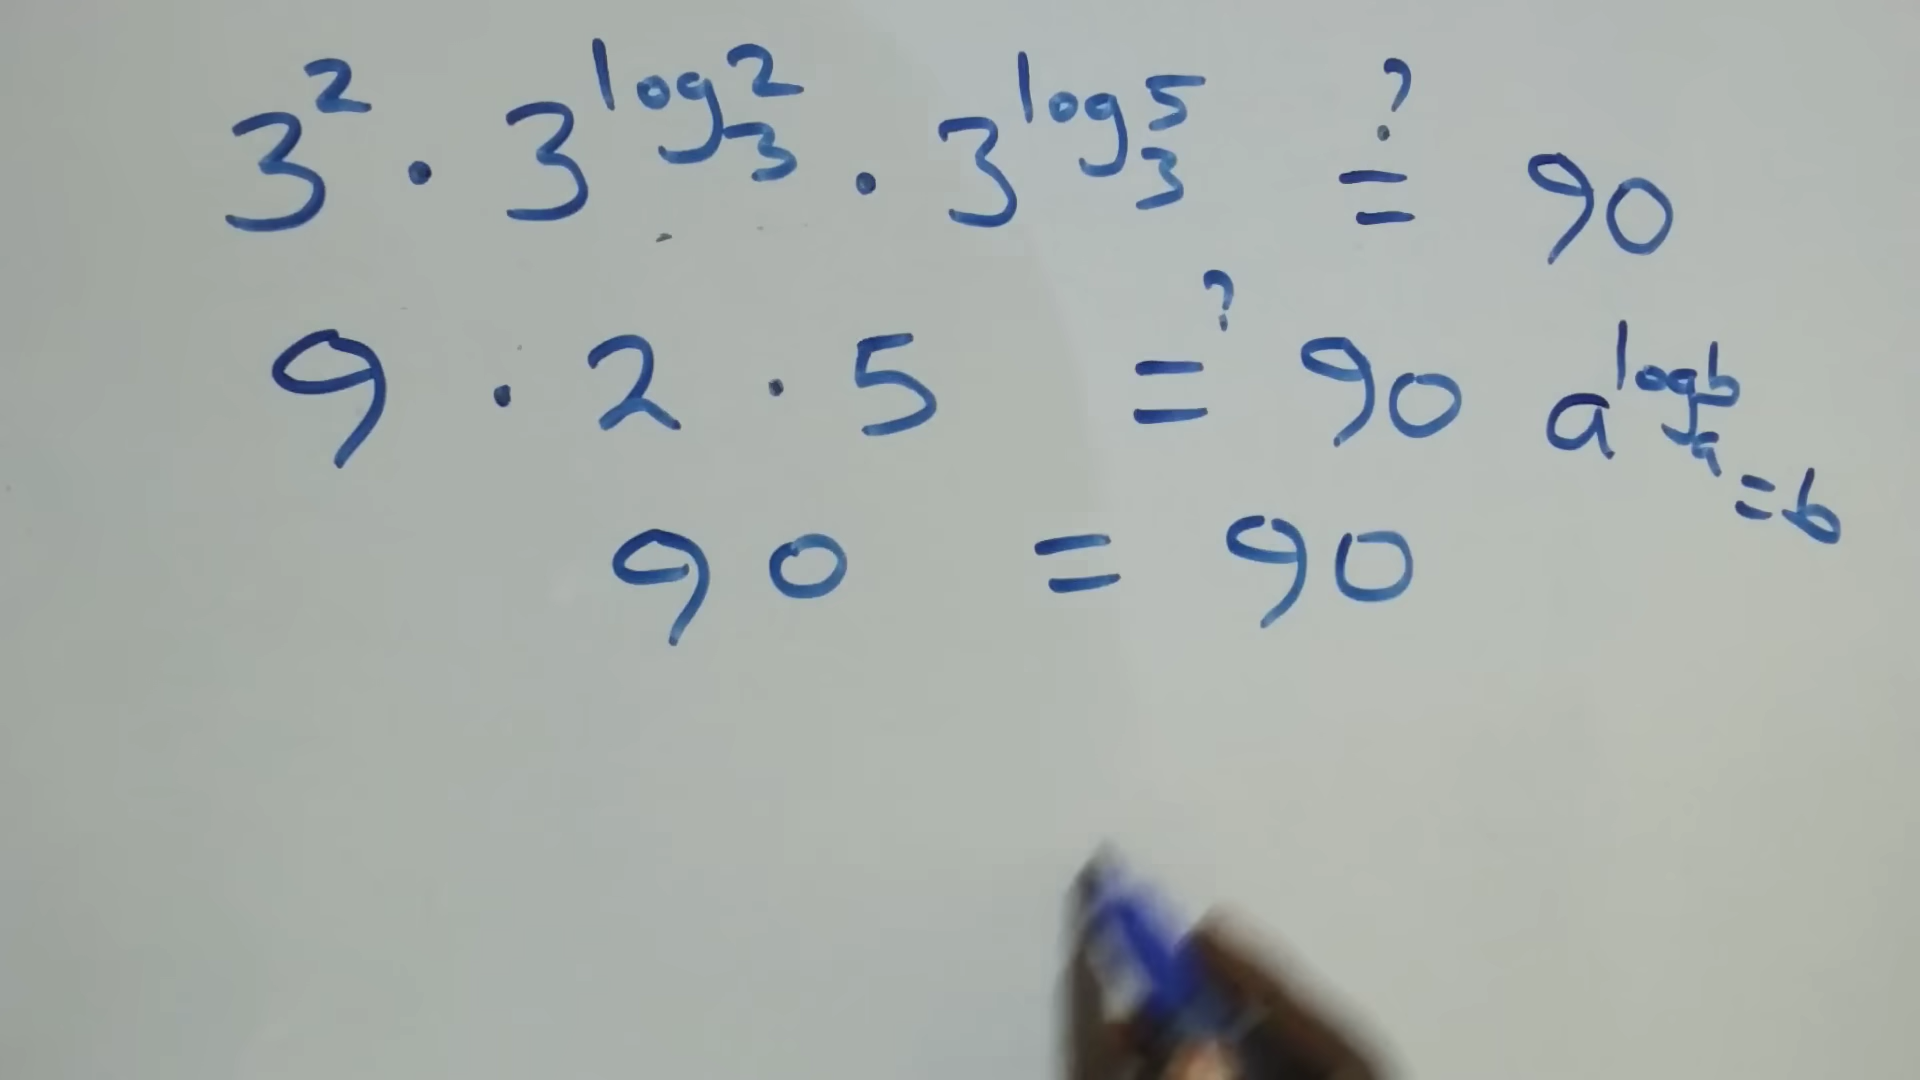 3² · 3^log₃2 · 3^log₃5 =? 90
9 · 2 · 5 =? 90
a^logₐb = b
90 = 90